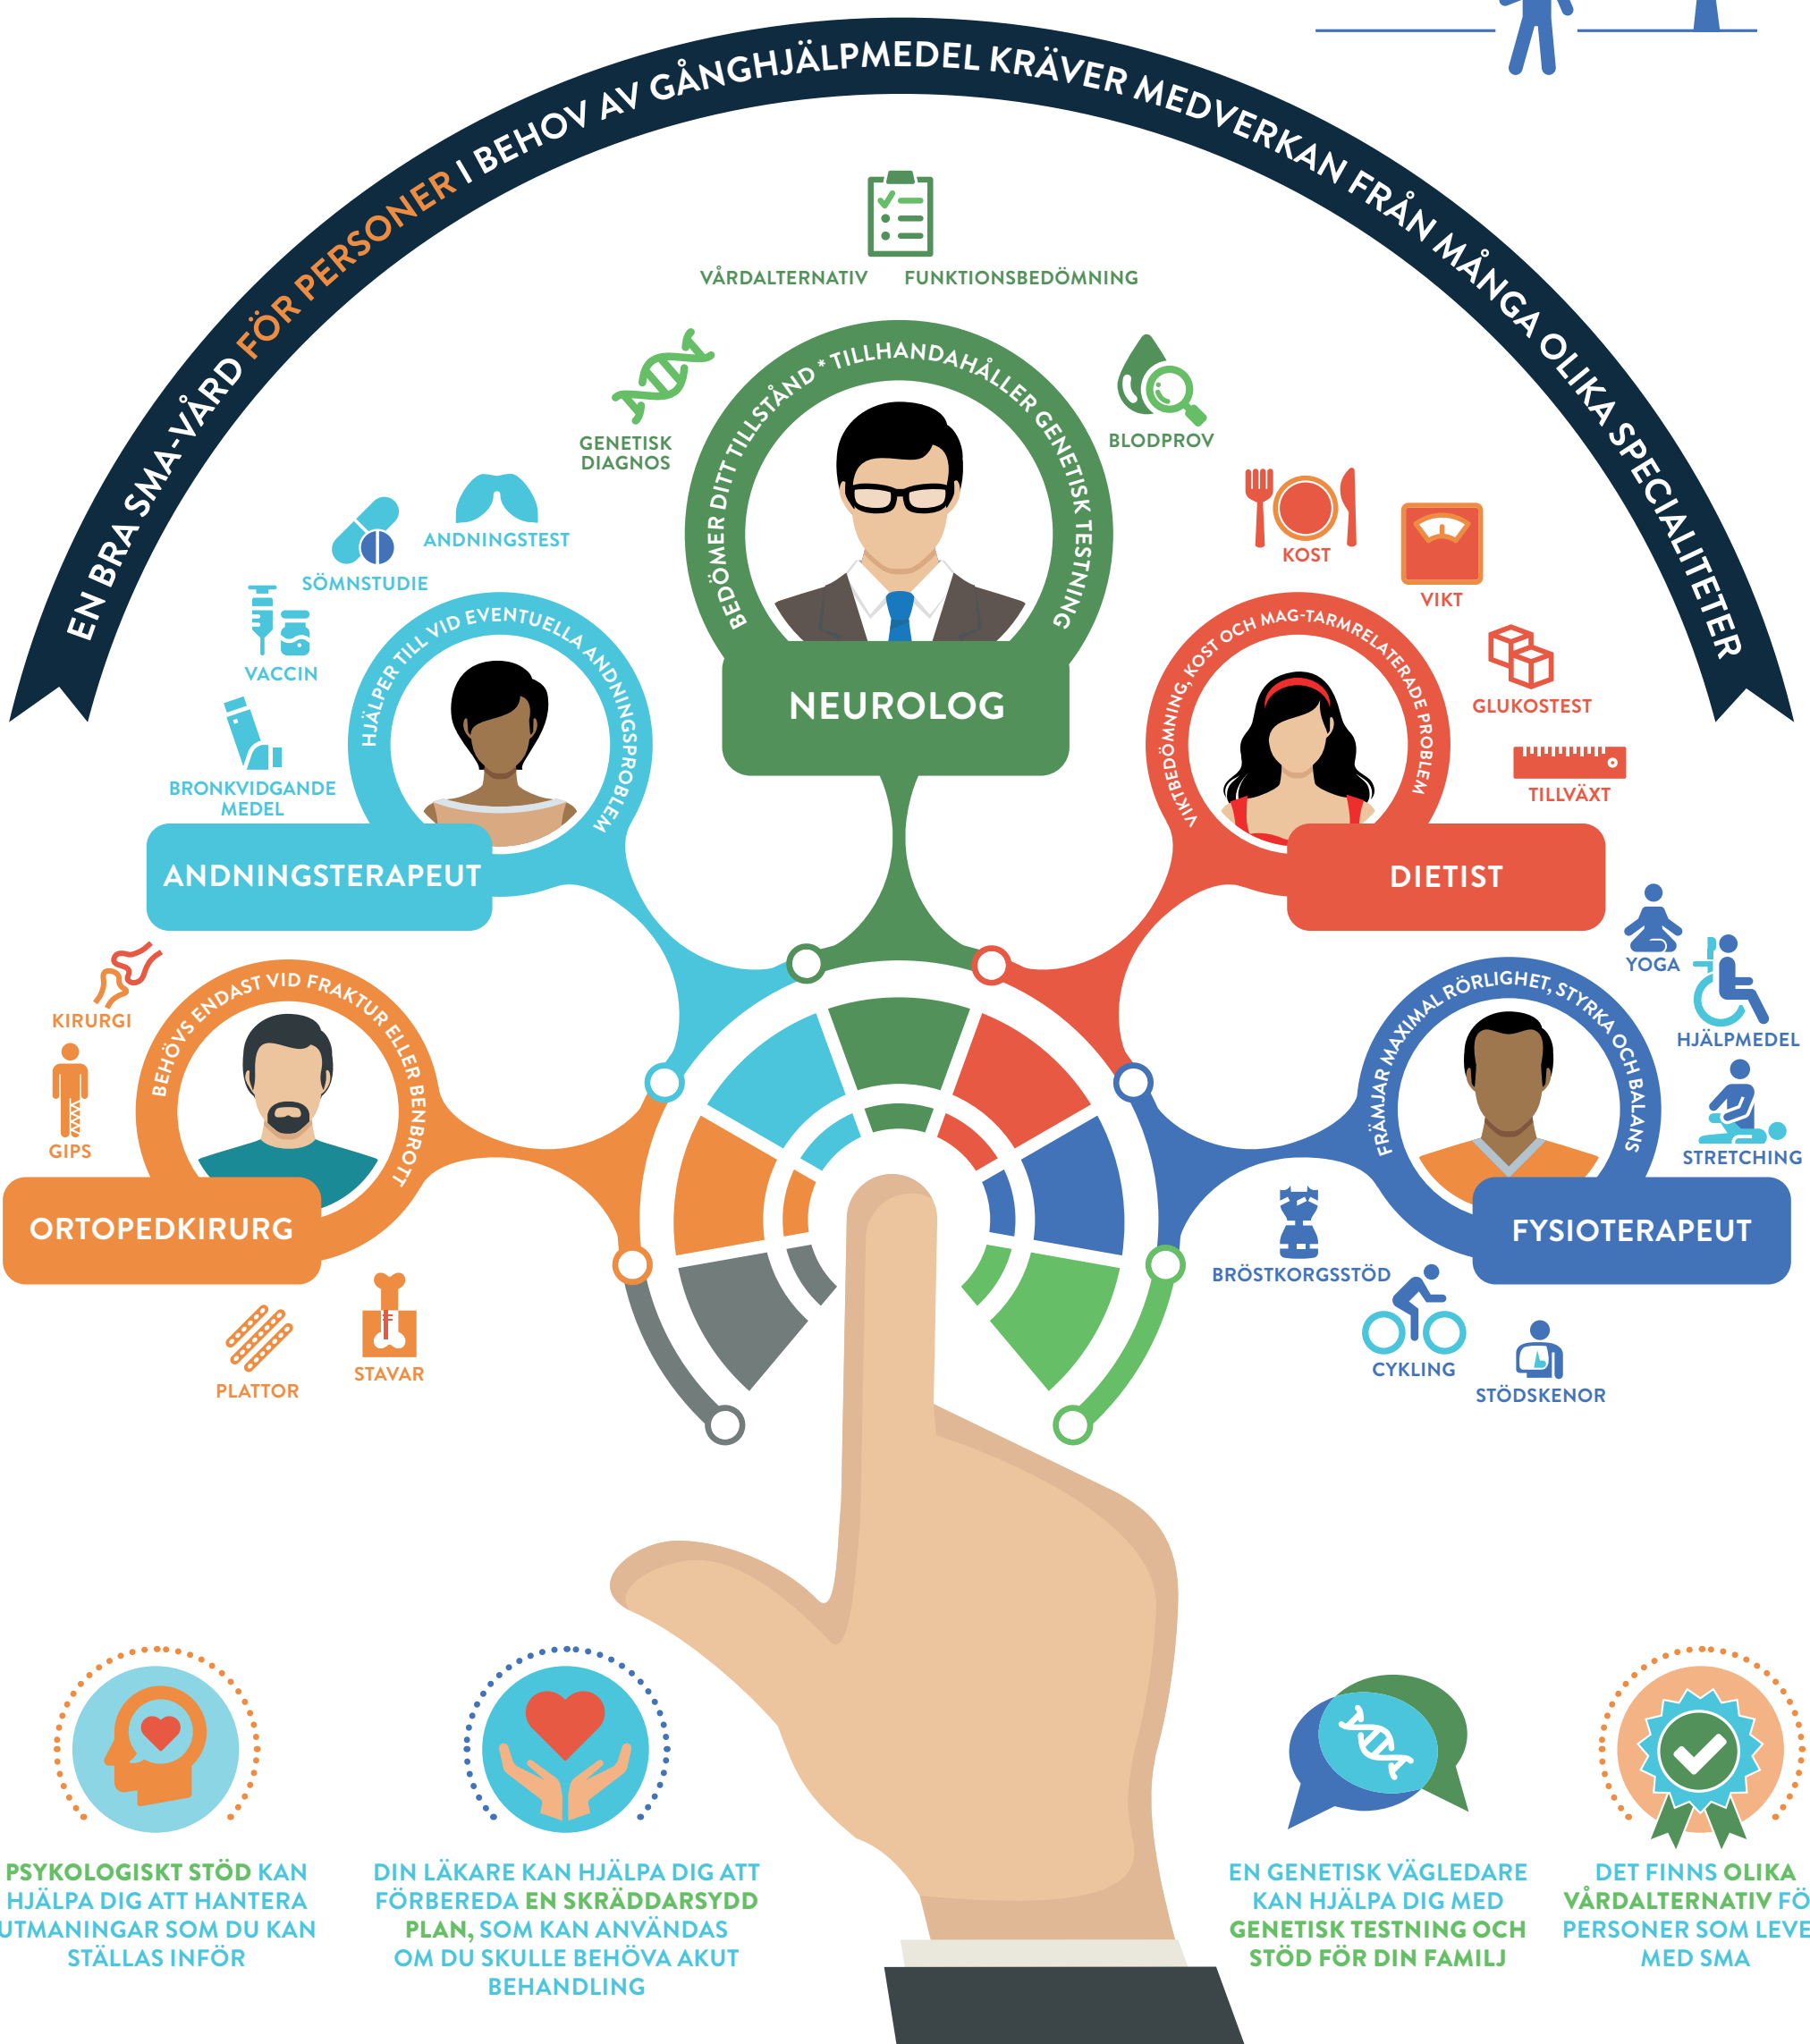 EN BRA SMA-VÅRD FÖR PERSONER I BEHOV AV GÅNGHJÄLPMEDEL KRÄVER MEDVERKAN FRÅN MÅNGA OLIKA SPECIALITETER
VÅRDALTERNATIV
FUNKTIONSBEDÖMNING
GENETISK
DIAGNOS
BLODPROV
BEDÖMER DITT TILLSTÅND * TILLHANDAHÅLLER GENETISK TESTNING
NEUROLOG
ANDNINGSTEST
SÖMNSTUDIE
VACCIN
BRONKVIDGANDE
MEDEL
HJÄLPER TILL VID EVENTUELLA ANDNINGSPROBLEM
ANDNINGSTERAPEUT
KOST
VIKT
GLUKOSTEST
TILLVÄXT
VIKTBEDÖMNING, KOST OCH MAG-TARMRELATERADE PROBLEM
DIETIST
KIRURGI
GIPS
BEHÖVS ENDAST VID FRAKTUR ELLER BENBROTT
ORTOPEDKIRURG
PLATTOR
STAVAR
YOGA
HJÄLPMEDEL
STRETCHING
FRÄMJAR MAXIMAL RÖRLIGHET, STYRKA OCH BALANS
FYSIOTERAPEUT
BRÖSTKORGSSTÖD
CYKLING
STÖDSKENOR
PSYKOLOGISKT STÖD KAN
HJÄLPA DIG ATT HANTERA
UTMANINGAR SOM DU KAN
STÄLLAS INFÖR
DIN LÄKARE KAN HJÄLPA DIG ATT
FÖRBEREDA EN SKRÄDDARSYDD
PLAN, SOM KAN ANVÄNDAS
OM DU SKULLE BEHÖVA AKUT
BEHANDLING
EN GENETISK VÄGLEDARE
KAN HJÄLPA DIG MED
GENETISK TESTNING OCH
STÖD FÖR DIN FAMILJ
DET FINNS OLIKA
VÅRDALTERNATIV FÖ
PERSONER SOM LEVE
MED SMA